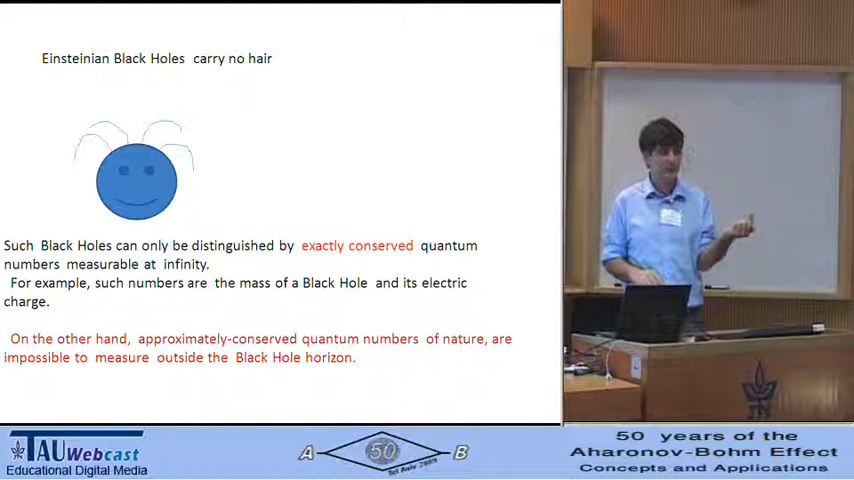 Einsteinian Black Holes carry no hair
Such Black Holes can only be distinguished by exactly conserved quantum
numbers measurable at infinity.
For example, such numbers are the mass of a Black Hole and its electric
charge.
On the other hand, approximately-conserved quantum numbers of nature, are
impossible to measure outside the Black Hole horizon.
TAU Webcast
Educational Digital Media
A 50 B
Tel Aviv 2009
50 years of the
Aharonov-Bohm Effect
Concepts and Applications